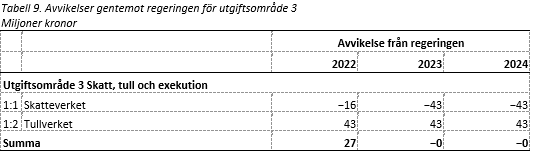 Tabell 9. Avvikelser gentemot regeringen för utgiftsområde 3
Miljoner kronor
Avvikelse från regeringen
2022 2023 2024
Utgiftsområde 3 Skatt, tull och exekution
1:1 Skatteverket −16 −43 −43
1:2 Tullverket 43 43 43
Summa 27 −0 −0